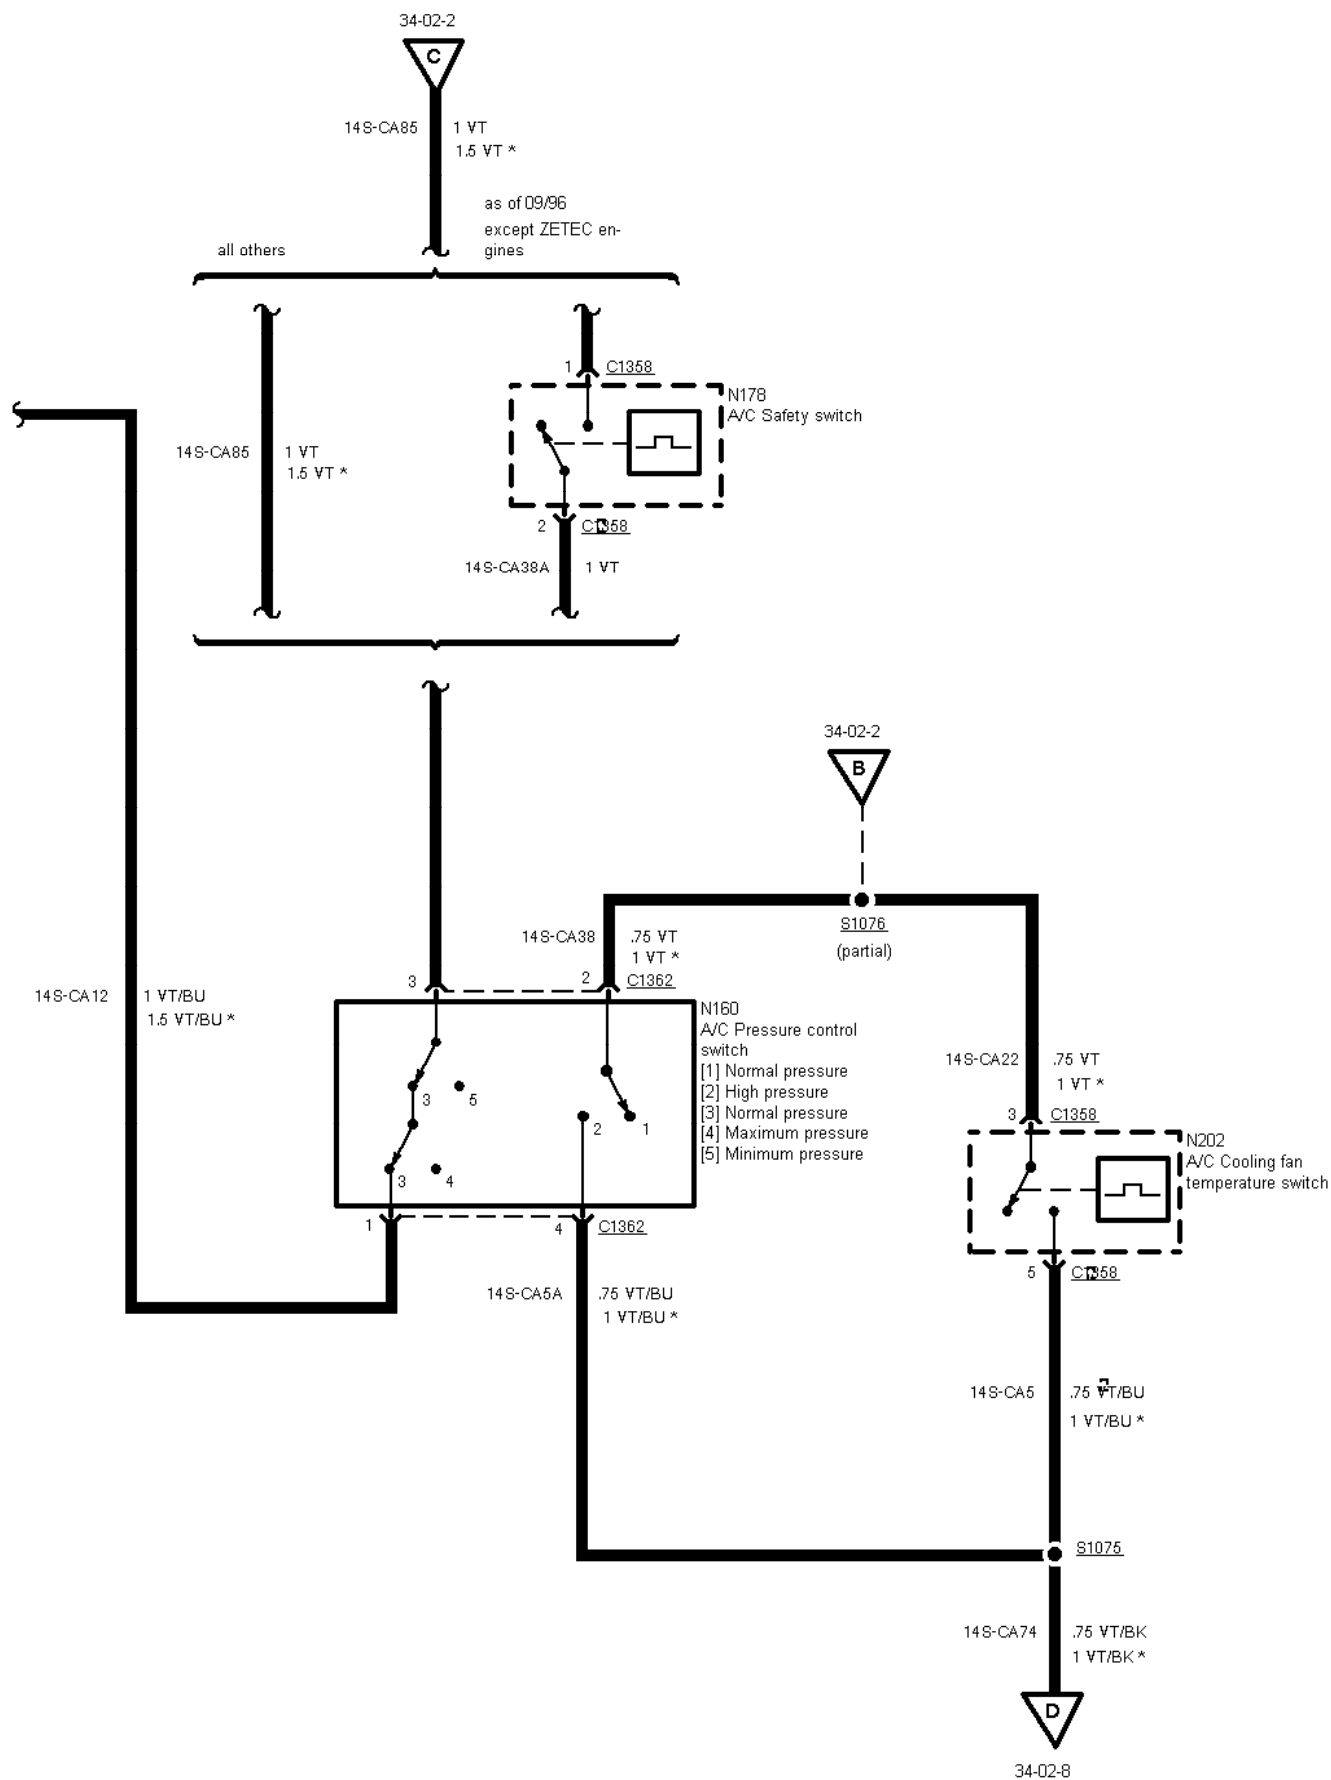 34-02-2
C
14S-CA85
1 VT
1.5 VT *
as of 09/96
except ZETEC en-
gines
all others
1 C1358
N178
A/C Safety switch
14S-CA85
1 VT
1.5 VT *
2
14S-CA38A
1 VT
34-02-2
B
S1076
(partial)
14S-CA38
.75 VT
1 VT *
3
2 C1362
14S-CA12
1 VT/BU
1.5 VT/BU *
N160
A/C Pressure control
switch
[1] Normal pressure
[2] High pressure
[3] Normal pressure
[4] Maximum pressure
[5] Minimum pressure
3 5
2 1
3 4
1
4 C1362
14S-CA22
.75 VT
1 VT *
3 C1358
N202
A/C Cooling fan
temperature switch
5
14S-CA5A
.75 VT/BU
1 VT/BU *
14S-CA5
.75 VT/BU
1 VT/BU *
S1075
14S-CA74
.75 VT/BK
1 VT/BK *
D
34-02-8